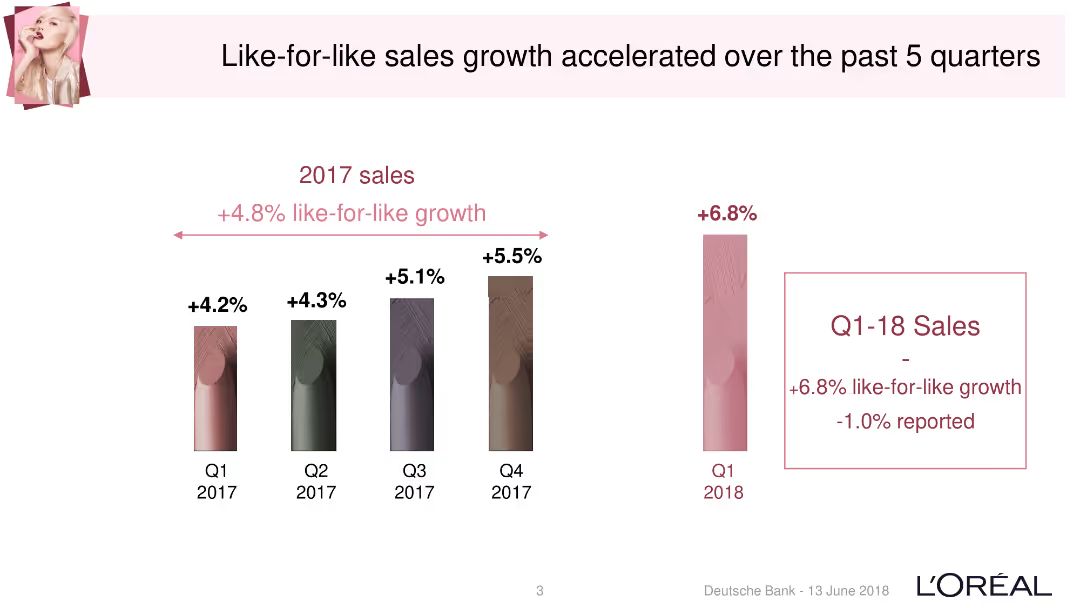 Like-for-like sales growth accelerated over the past 5 quarters
2017 sales
+4.8% like-for-like growth
+4.2%
+4.3%
+5.1%
+5.5%
+6.8%
Q1
2017
Q2
2017
Q3
2017
Q4
2017
Q1
2018
Q1-18 Sales
-
+6.8% like-for-like growth
-1.0% reported
3
Deutsche Bank - 13 June 2018
L'ORÉAL